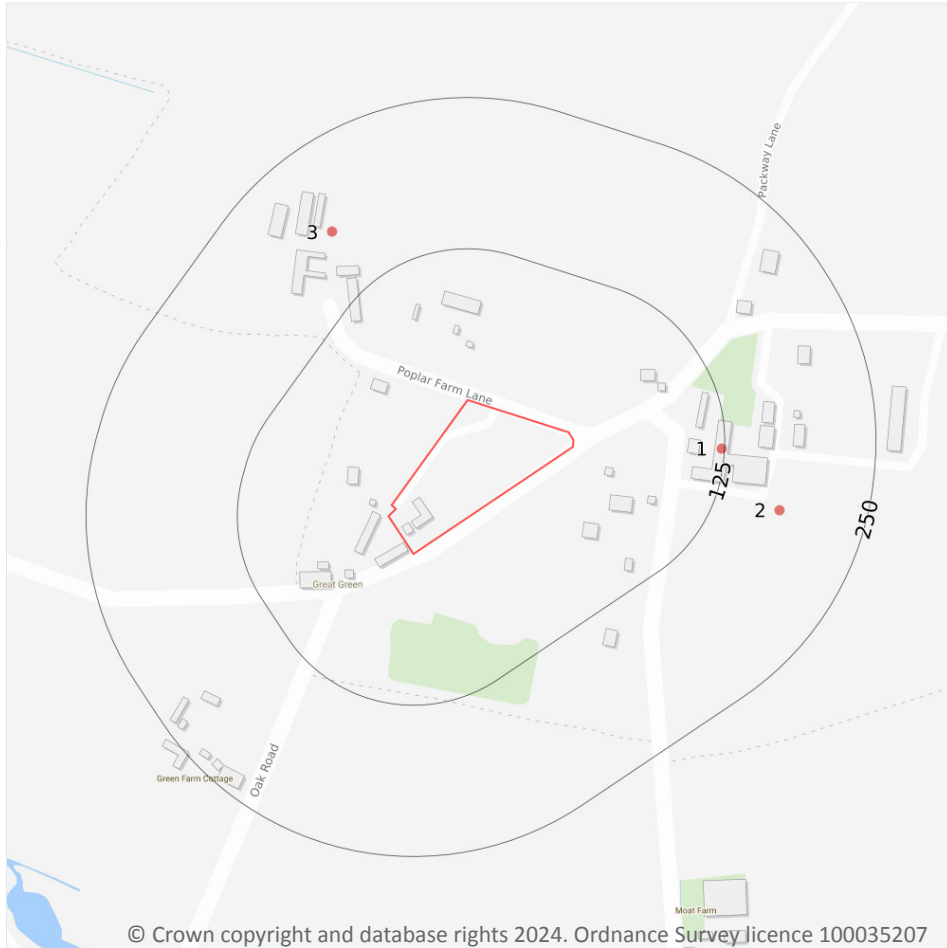 Packway Lane
3
Poplar Farm Lane
1
125
2
250
Great Green
Green Farm Cottage
Oak Road
Moat Farm
© Crown copyright and database rights 2024. Ordnance Survey licence 100035207